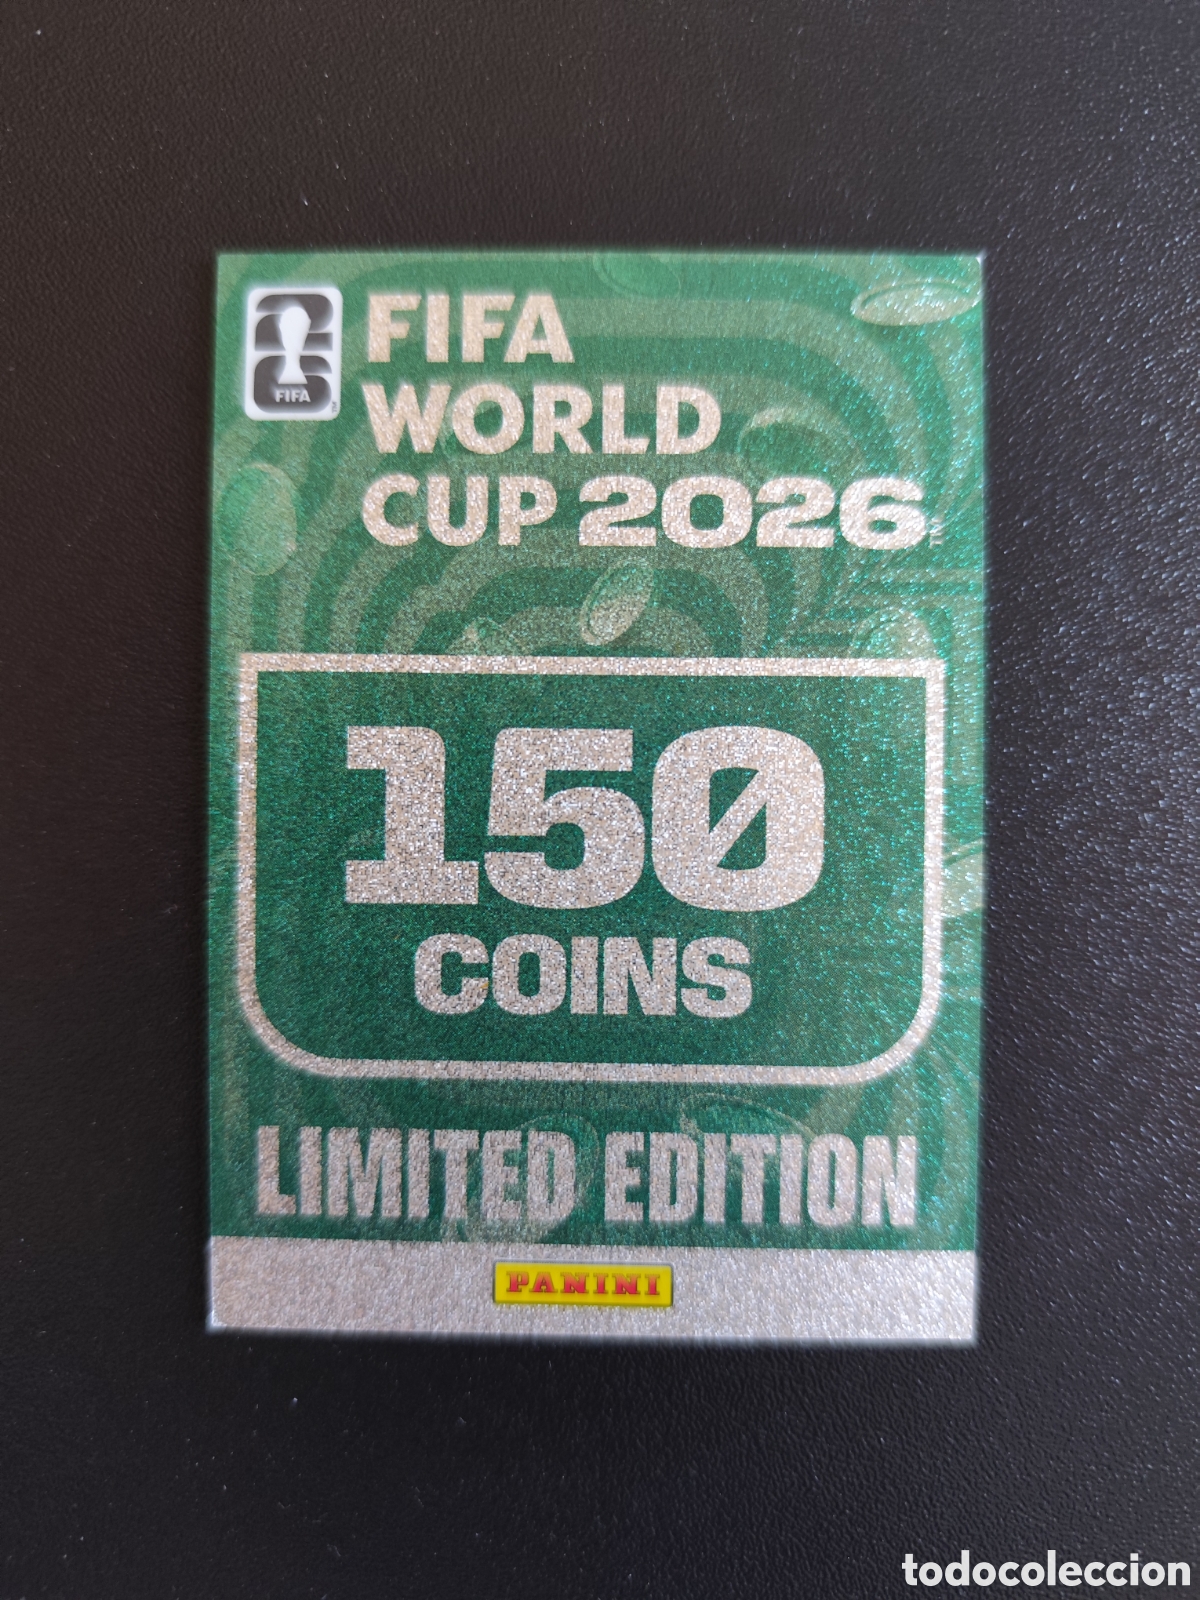 FIFA
FIFA
WORLD
CUP 2026
150
COINS
LIMITED EDITION
PANINI
todocoleccion